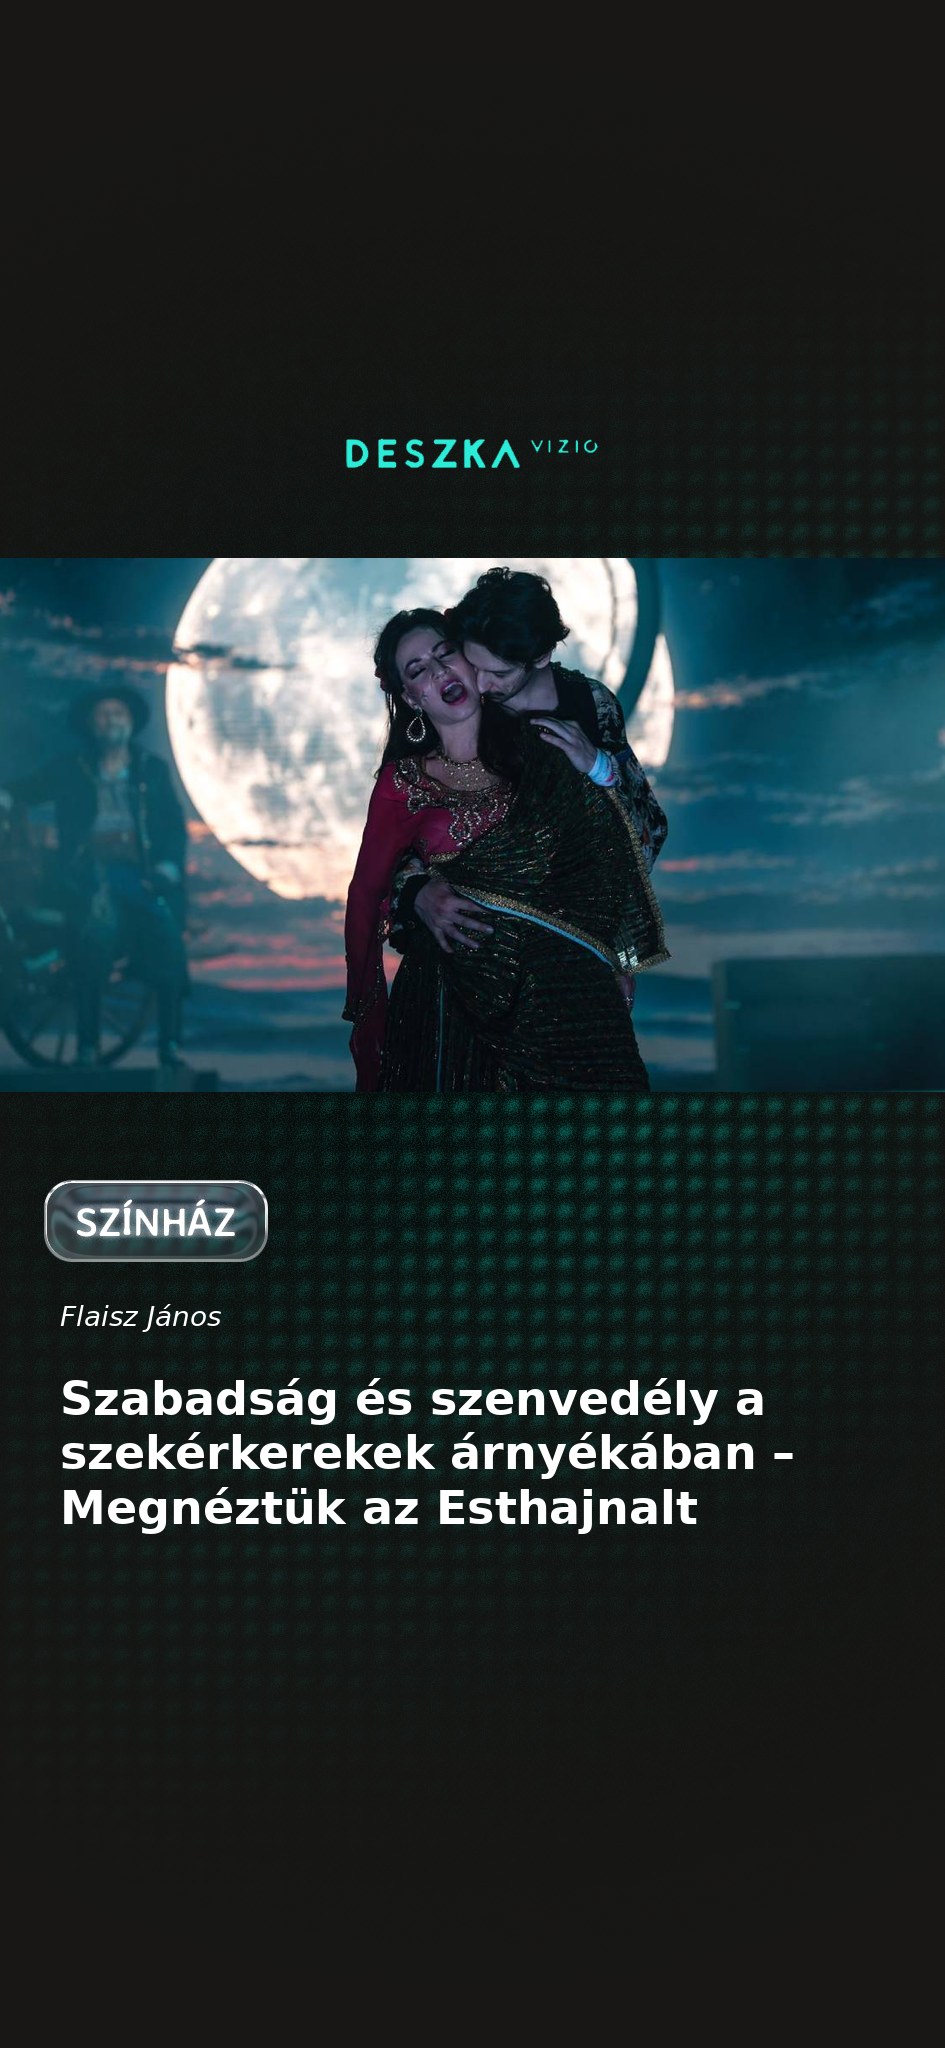 DESZKA VIZIO
SZÍNHÁZ
Flaisz János
Szabadság és szenvedély a
szekérkerekek árnyékában –
Megnéztük az Esthajnalt